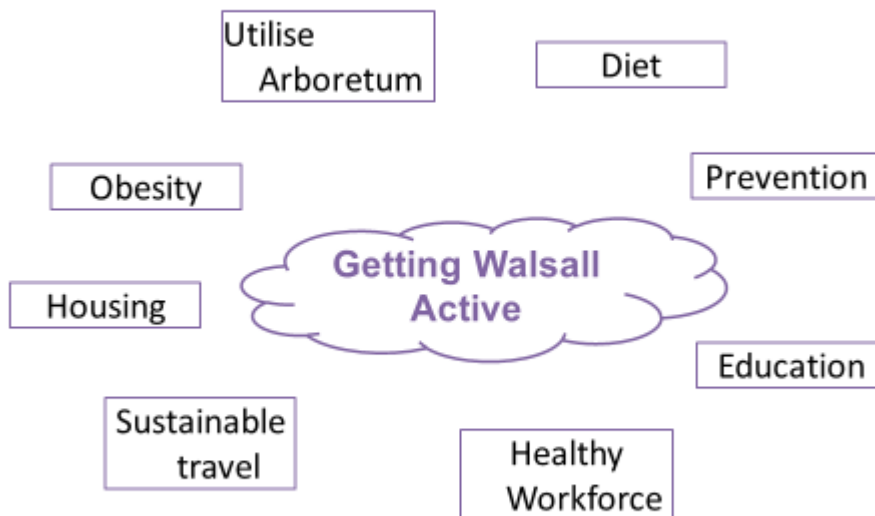 Utilise
Arboretum
Diet
Obesity
Prevention
Getting Walsall
Active
Housing
Education
Sustainable
travel
Healthy
Workforce